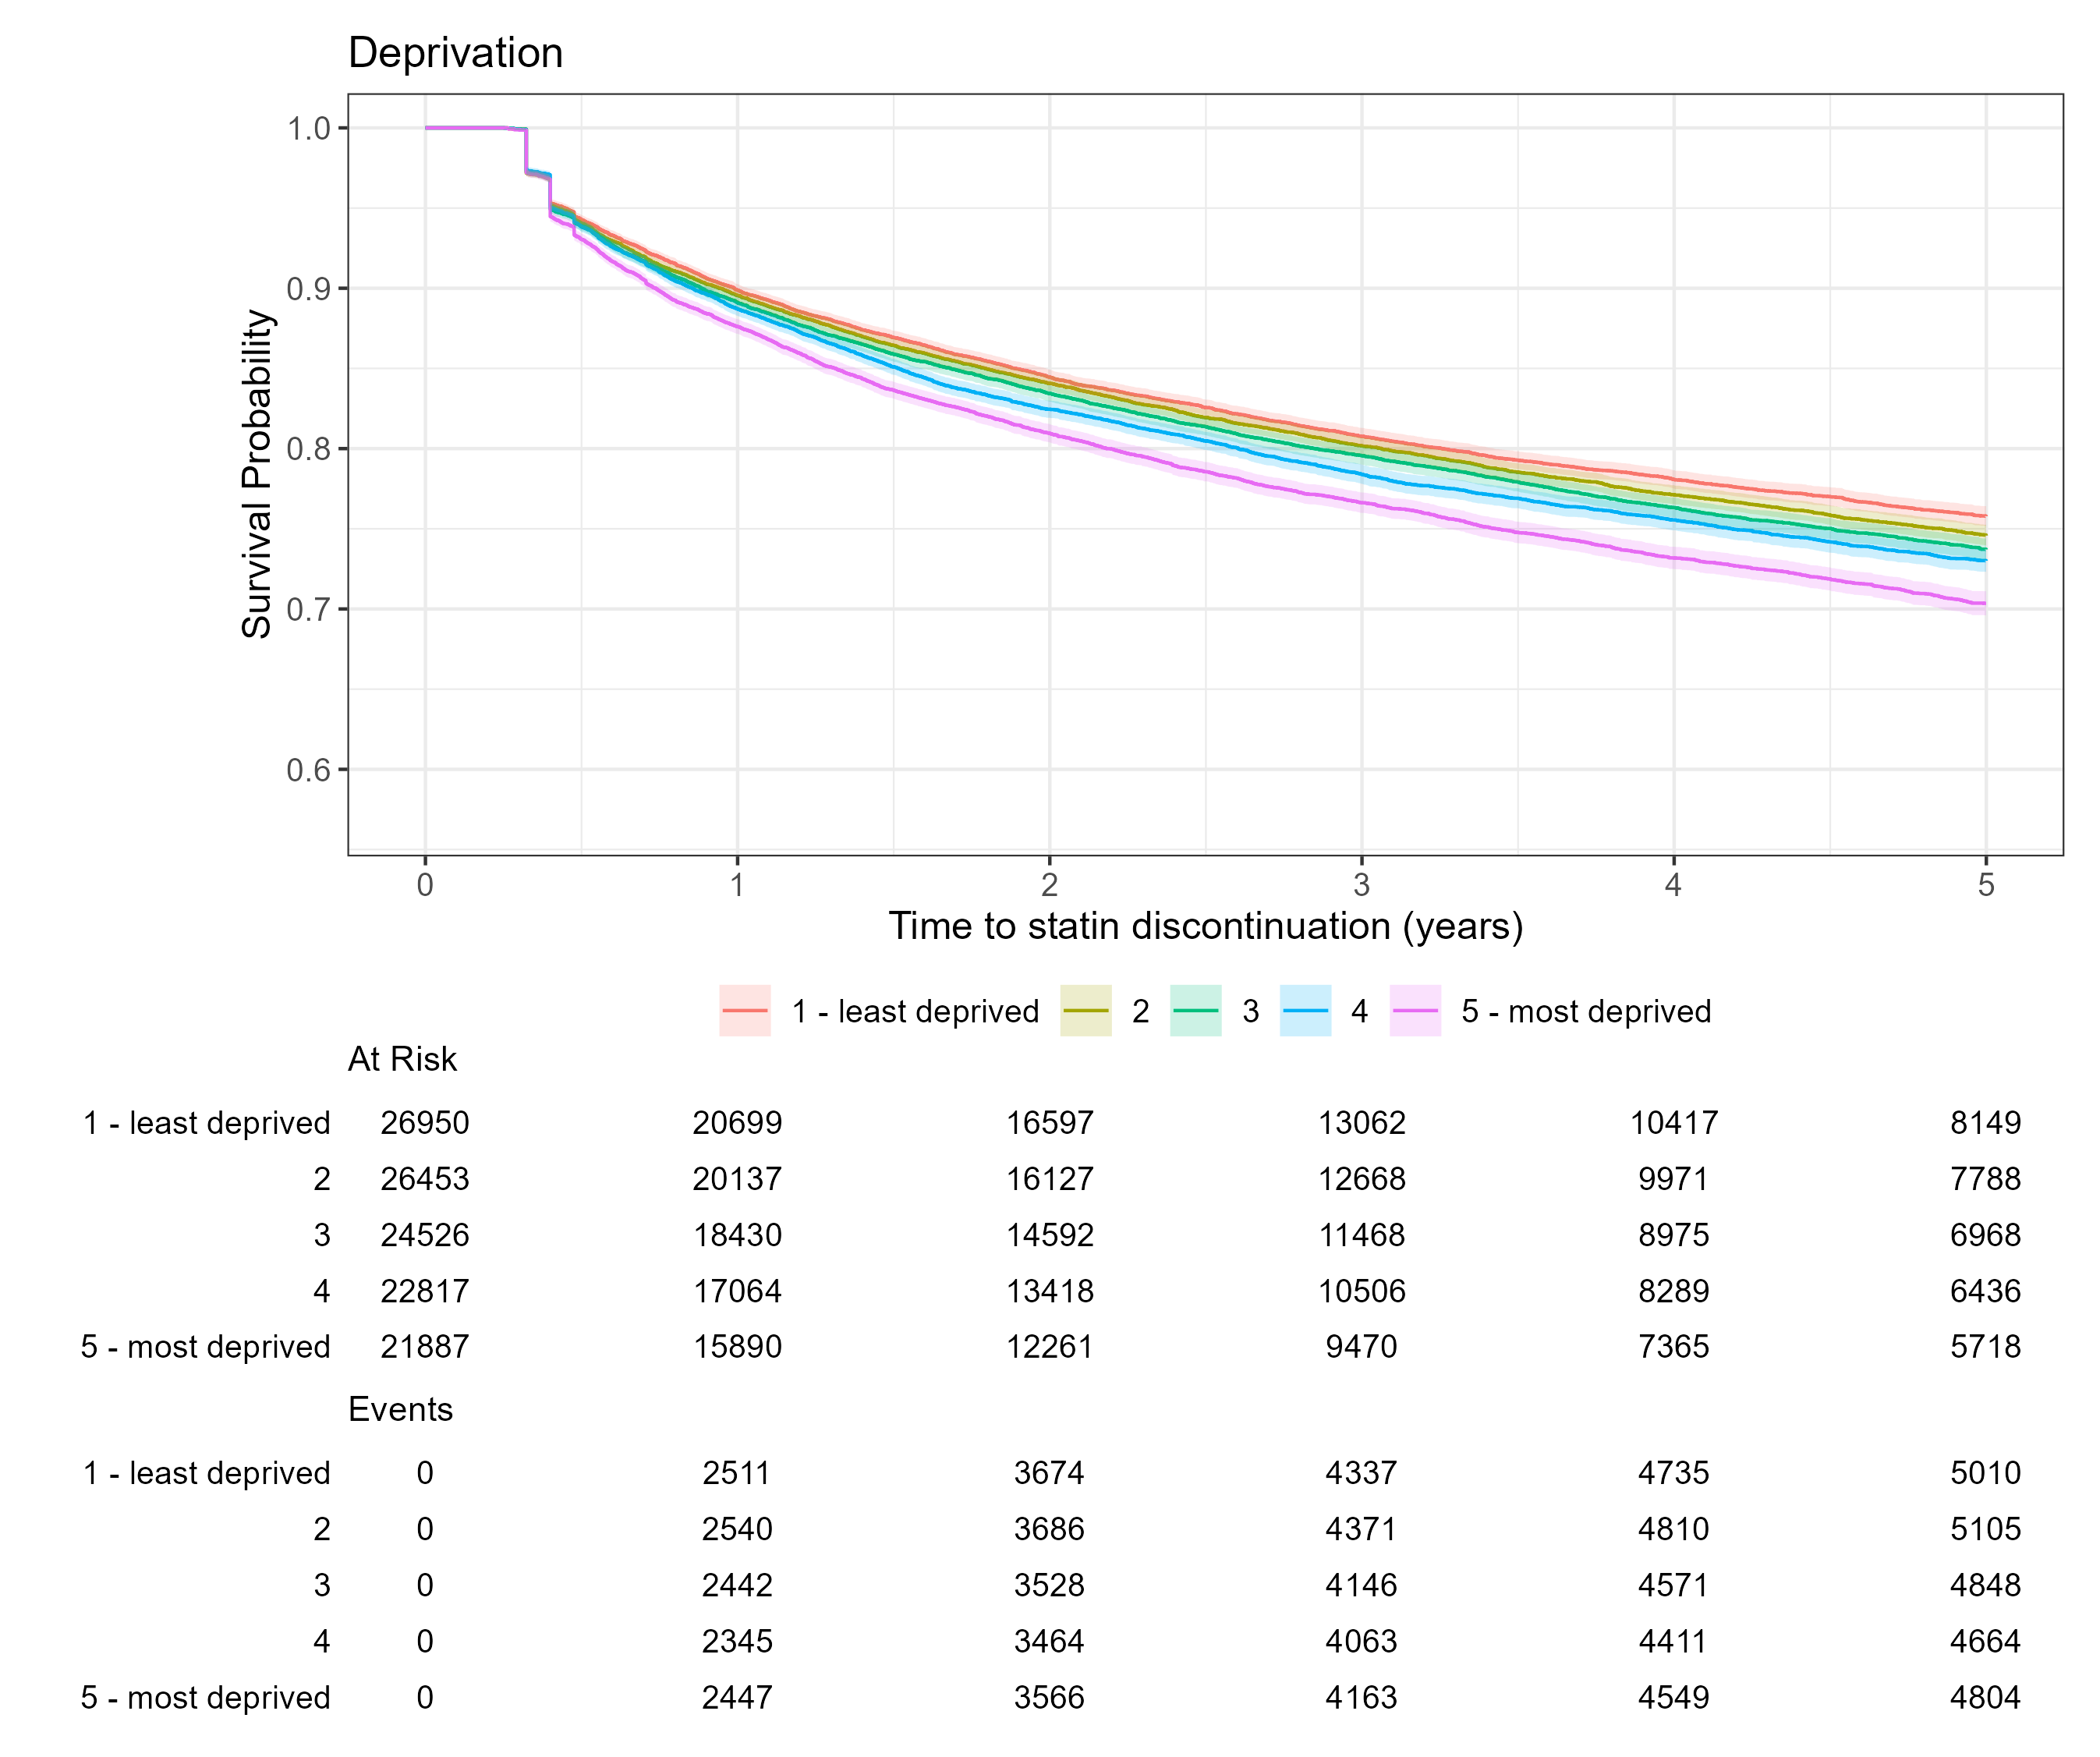 Deprivation
1.0
0.9
0.8
0.7
0.6
Survival Probability
0 1 2 3 4 5
Time to statin discontinuation (years)
1 - least deprived 2 3 4 5 - most deprived
At Risk
1 - least deprived 26950 20699 16597 13062 10417 8149
2 26453 20137 16127 12668 9971 7788
3 24526 18430 14592 11468 8975 6968
4 22817 17064 13418 10506 8289 6436
5 - most deprived 21887 15890 12261 9470 7365 5718
Events
1 - least deprived 0 2511 3674 4337 4735 5010
2 0 2540 3686 4371 4810 5105
3 0 2442 3528 4146 4571 4848
4 0 2345 3464 4063 4411 4664
5 - most deprived 0 2447 3566 4163 4549 4804